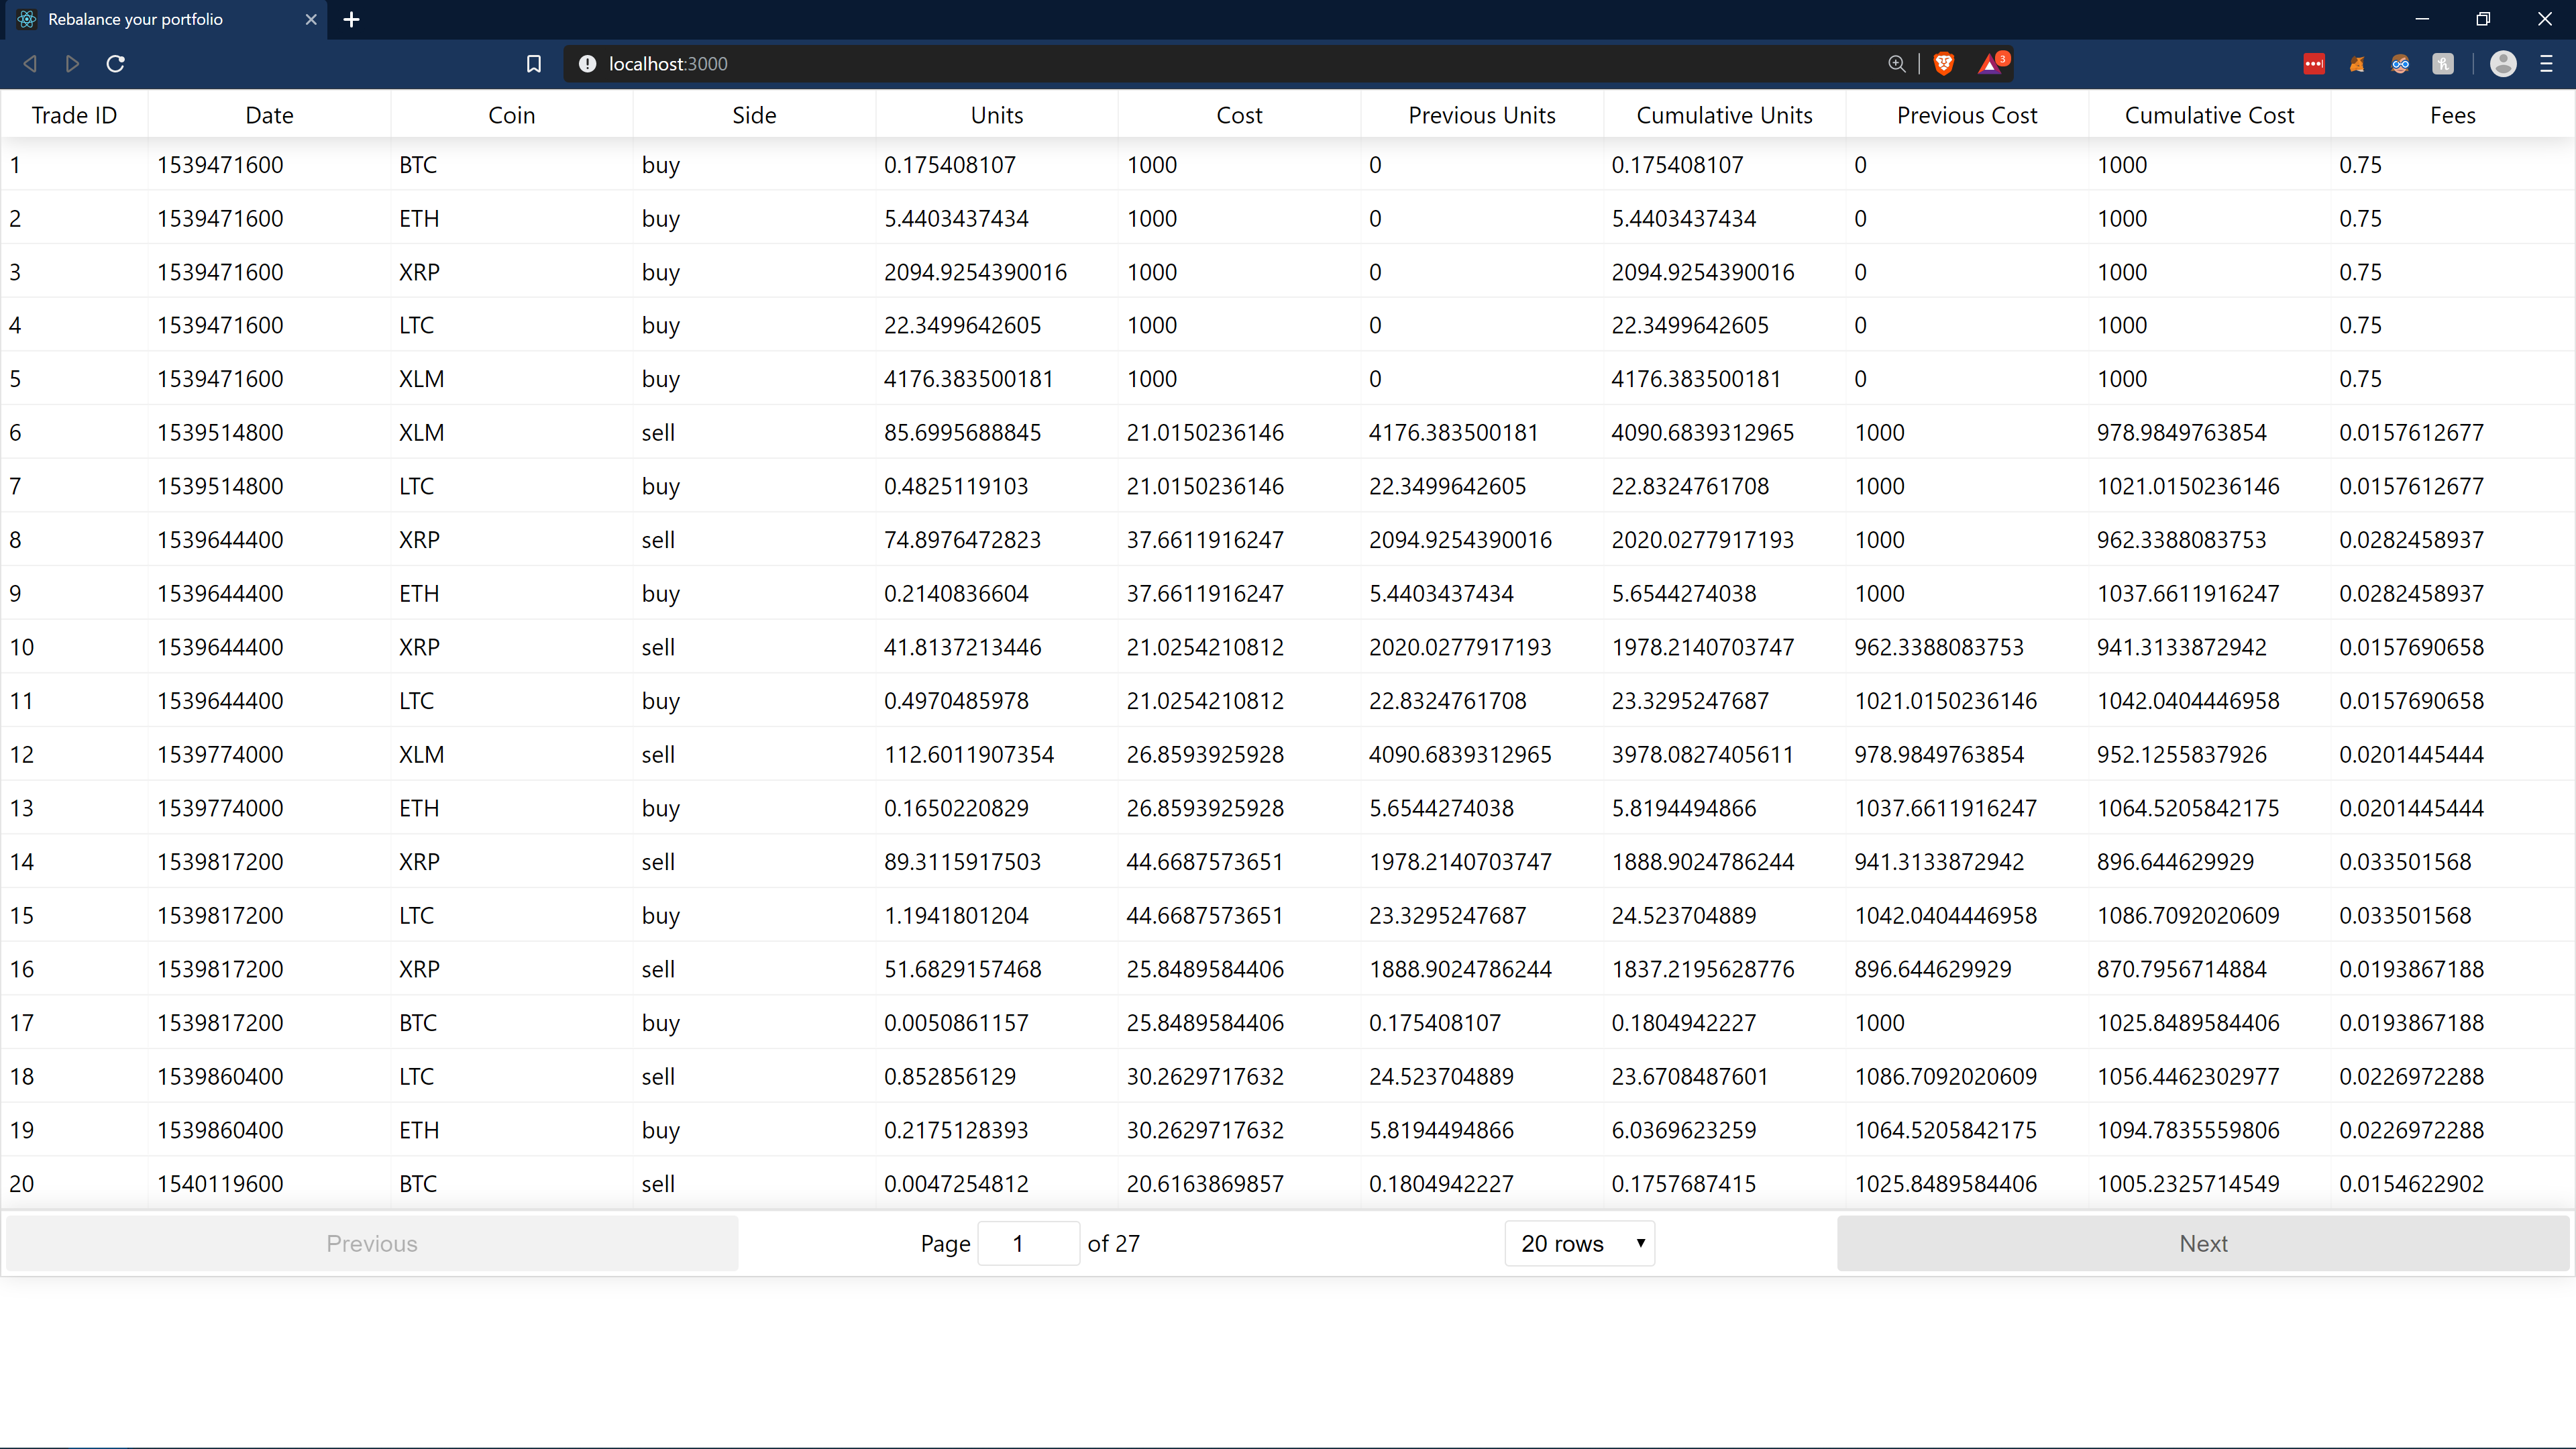 Rebalance your portfolio
localhost:3000
3
Trade ID Date Coin Side Units Cost Previous Units Cumulative Units Previous Cost Cumulative Cost Fees
1 1539471600 BTC buy 0.175408107 1000 0 0.175408107 0 1000 0.75
2 1539471600 ETH buy 5.4403437434 1000 0 5.4403437434 0 1000 0.75
3 1539471600 XRP buy 2094.9254390016 1000 0 2094.9254390016 0 1000 0.75
4 1539471600 LTC buy 22.3499642605 1000 0 22.3499642605 0 1000 0.75
5 1539471600 XLM buy 4176.383500181 1000 0 4176.383500181 0 1000 0.75
6 1539514800 XLM sell 85.6995688845 21.0150236146 4176.383500181 4090.6839312965 1000 978.9849763854 0.0157612677
7 1539514800 LTC buy 0.4825119103 21.0150236146 22.3499642605 22.8324761708 1000 1021.0150236146 0.0157612677
8 1539644400 XRP sell 74.8976472823 37.6611916247 2094.9254390016 2020.0277917193 1000 962.3388083753 0.0282458937
9 1539644400 ETH buy 0.2140836604 37.6611916247 5.4403437434 5.6544274038 1000 1037.6611916247 0.0282458937
10 1539644400 XRP sell 41.8137213446 21.0254210812 2020.0277917193 1978.2140703747 962.3388083753 941.3133872942 0.0157690658
11 1539644400 LTC buy 0.4970485978 21.0254210812 22.8324761708 23.3295247687 1021.0150236146 1042.0404446958 0.0157690658
12 1539774000 XLM sell 112.6011907354 26.8593925928 4090.6839312965 3978.0827405611 978.9849763854 952.1255837926 0.0201445444
13 1539774000 ETH buy 0.1650220829 26.8593925928 5.6544274038 5.8194494866 1037.6611916247 1064.5205842175 0.0201445444
14 1539817200 XRP sell 89.3115917503 44.6687573651 1978.2140703747 1888.9024786244 941.3133872942 896.644629929 0.033501568
15 1539817200 LTC buy 1.1941801204 44.6687573651 23.3295247687 24.523704889 1042.0404446958 1086.7092020609 0.033501568
16 1539817200 XRP sell 51.6829157468 25.8489584406 1888.9024786244 1837.2195628776 896.644629929 870.7956714884 0.0193867188
17 1539817200 BTC buy 0.0050861157 25.8489584406 0.175408107 0.1804942227 1000 1025.8489584406 0.0193867188
18 1539860400 LTC sell 0.852856129 30.2629717632 24.523704889 23.6708487601 1086.7092020609 1056.4462302977 0.0226972288
19 1539860400 ETH buy 0.2175128393 30.2629717632 5.8194494866 6.0369623259 1064.5205842175 1094.7835559806 0.0226972288
20 1540119600 BTC sell 0.0047254812 20.6163869857 0.1804942227 0.1757687415 1025.8489584406 1005.2325714549 0.0154622902
Previous Page 1 of 27 20 rows Next